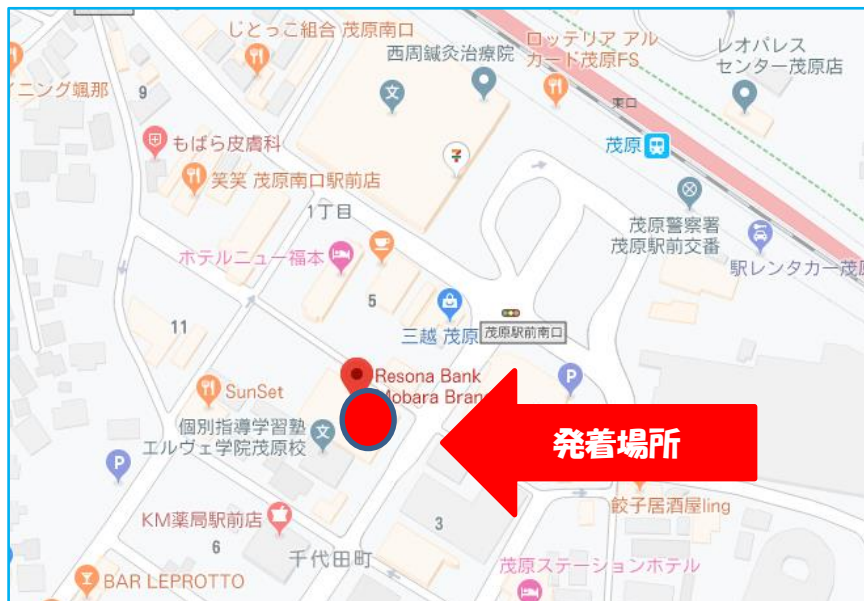 じとっこ組合 茂原南口
西周鍼灸治療院
ロッテリア アル
カード茂原FS
レオパレス
センター茂原店
イニング颯那
9
文
東口
もばら皮膚科
茂原
笑笑 茂原南口駅前店
1丁目
茂原警察署
茂原駅前交番
ホテルニュー福本
駅レンタカー茂原
5
11
三越 茂原
茂原駅前南口
Resona Bank
Mobara Bran
P
SunSet
個別指導学習塾
エルヴェ学院茂原校
文
発着場所
P
餃子居酒屋ling
KM薬局駅前店
3
6
千代田町
茂原ステーションホテル
BAR LEPROTTO